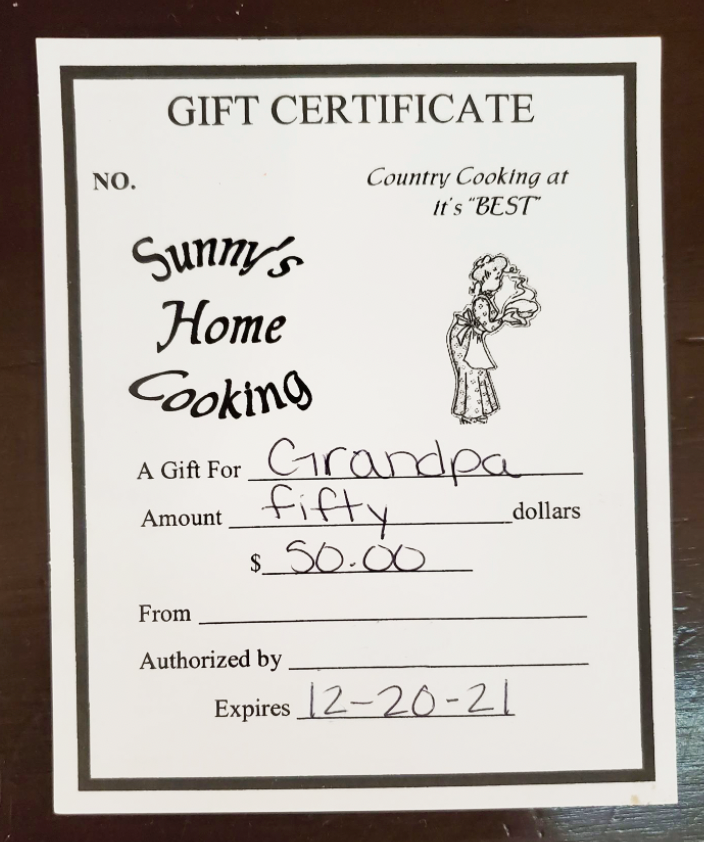 GIFT CERTIFICATE
NO.
Country Cooking at
it's "BEST"
Sunny's
Home
Cooking
A Gift For Grandpa
Amount fifty dollars
$ 50.00
From
Authorized by
Expires 12-20-21